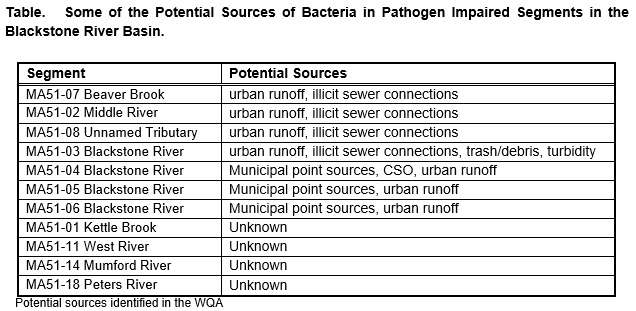 Table. Some of the Potential Sources of Bacteria in Pathogen Impaired Segments in the
Blackstone River Basin.
Segment Potential Sources
MA51-07 Beaver Brook urban runoff, illicit sewer connections
MA51-02 Middle River urban runoff, illicit sewer connections
MA51-08 Unnamed Tributary urban runoff, illicit sewer connections
MA51-03 Blackstone River urban runoff, illicit sewer connections, trash/debris, turbidity
MA51-04 Blackstone River Municipal point sources, CSO, urban runoff
MA51-05 Blackstone River Municipal point sources, urban runoff
MA51-06 Blackstone River Municipal point sources, urban runoff
MA51-01 Kettle Brook Unknown
MA51-11 West River Unknown
MA51-14 Mumford River Unknown
MA51-18 Peters River Unknown
Potential sources identified in the WQA